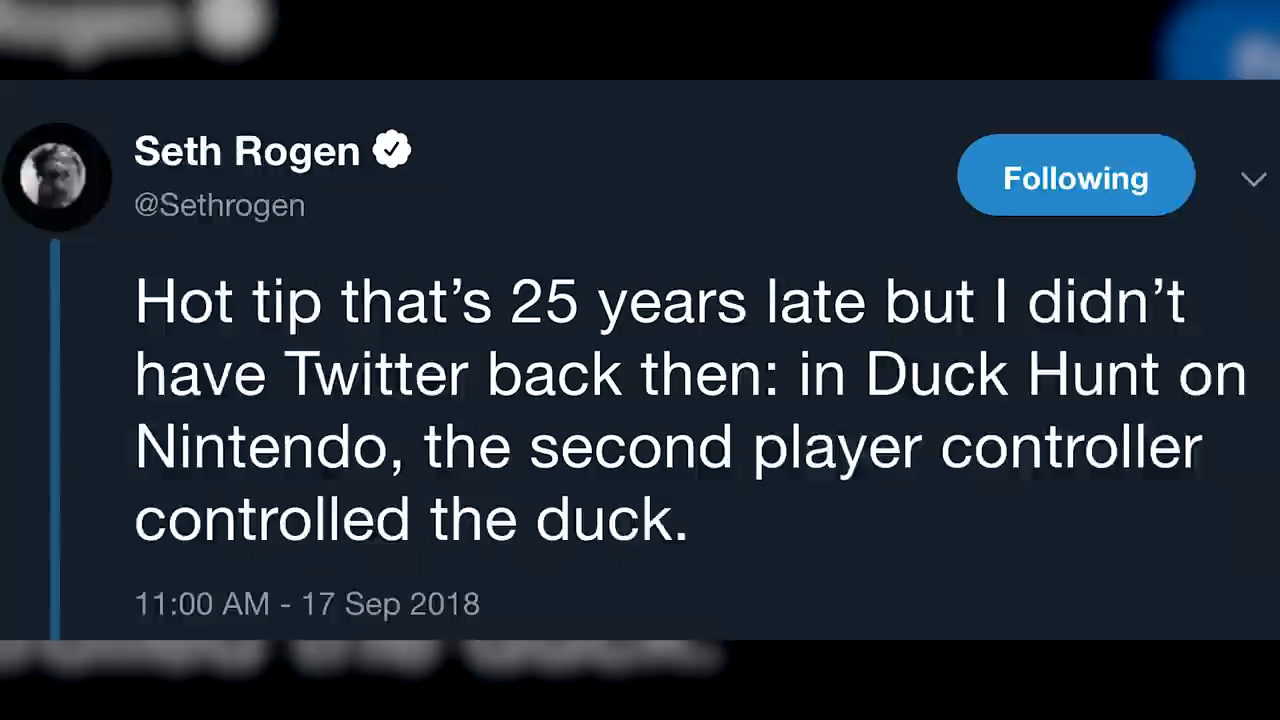 Seth Rogen
@Sethrogen
Following
Hot tip that’s 25 years late but I didn’t
have Twitter back then: in Duck Hunt on
Nintendo, the second player controller
controlled the duck.
11:00 AM - 17 Sep 2018